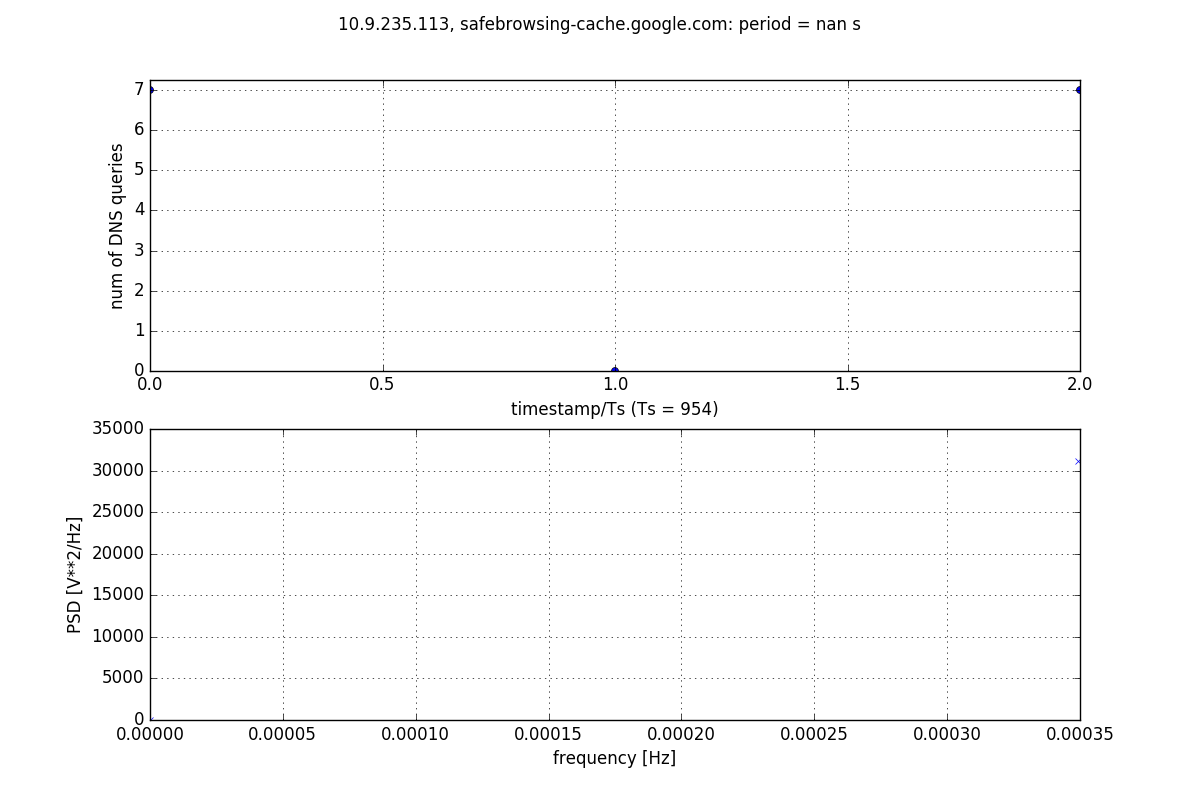 10.9.235.113, safebrowsing-cache.google.com: period = nan s
7
6
5
4
3
2
1
0
num of DNS queries
0.0 0.5 1.0 1.5 2.0
timestamp/Ts (Ts = 954)
35000
30000
25000
20000
15000
10000
5000
0
PSD [V**2/Hz]
0.00000 0.00005 0.00010 0.00015 0.00020 0.00025 0.00030 0.00035
frequency [Hz]